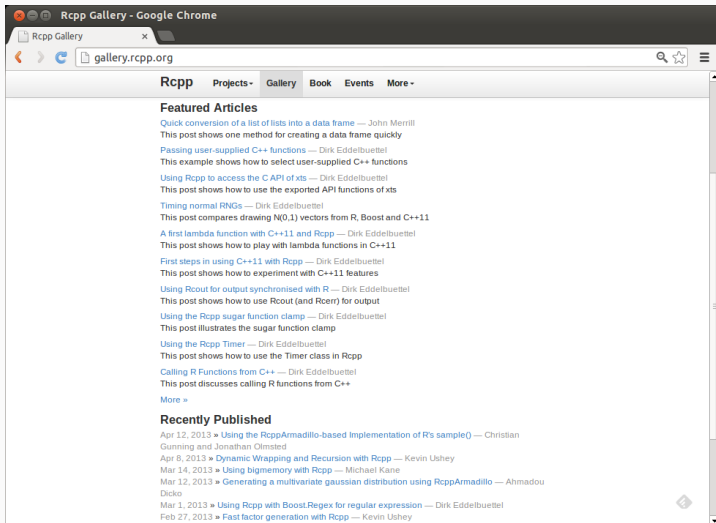 Rcpp Gallery - Google Chrome
Rcpp Gallery ×
gallery.rcpp.org
Rcpp Projects Gallery Book Events More
Featured Articles
Quick conversion of a list of lists into a data frame — John Merrill
This post shows one method for creating a data frame quickly
Passing user-supplied C++ functions — Dirk Eddelbuettel
This example shows how to select user-supplied C++ functions
Using Rcpp to access the C API of xts — Dirk Eddelbuettel
This post shows how to use the exported API functions of xts
Timing normal RNGs — Dirk Eddelbuettel
This post compares drawing N(0,1) vectors from R, Boost and C++11
A first lambda function with C++11 and Rcpp — Dirk Eddelbuettel
This post shows how to play with lambda functions in C++11
First steps in using C++11 with Rcpp — Dirk Eddelbuettel
This post shows how to experiment with C++11 features
Using Rcout for output synchronised with R — Dirk Eddelbuettel
This post shows how to use Rcout (and Rcerr) for output
Using the Rcpp sugar function clamp — Dirk Eddelbuettel
This post illustrates the sugar function clamp
Using the Rcpp Timer — Dirk Eddelbuettel
This post shows how to use the Timer class in Rcpp
Calling R Functions from C++ — Dirk Eddelbuettel
This post discusses calling R functions from C++
More »
Recently Published
Apr 12, 2013 » Using the RcppArmadillo-based Implementation of R's sample() — Christian
Gunning and Jonathan Olmsted
Apr 8, 2013 » Dynamic Wrapping and Recursion with Rcpp — Kevin Ushey
Mar 14, 2013 » Using bigmemory with Rcpp — Michael Kane
Mar 12, 2013 » Generating a multivariate gaussian distribution using RcppArmadillo — Ahmadou
Dicko
Mar 1, 2013 » Using Rcpp with Boost.Regex for regular expression — Dirk Eddelbuettel
Feb 27, 2013 » Fast factor generation with Rcpp — Kevin Ushey